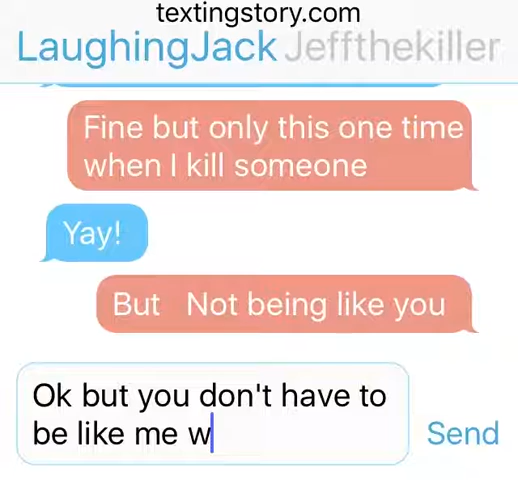 textingstory.com
LaughingJack Jeffthekiller
Fine but only this one time
when I kill someone
Yay!
But Not being like you
Ok but you don't have to
be like me w
Send